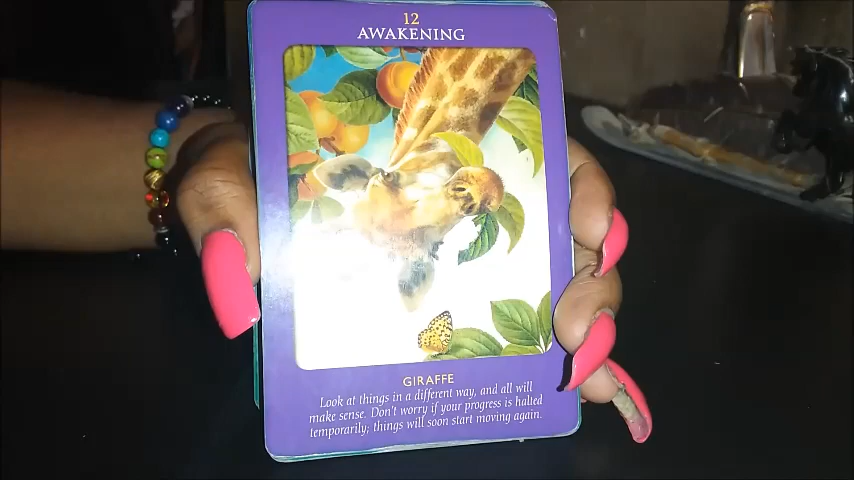 12
AWAKENING
GIRAFFE
Look at things in a different way, and all will
make sense. Don't worry if your progress is halted
temporarily; things will soon start moving again.